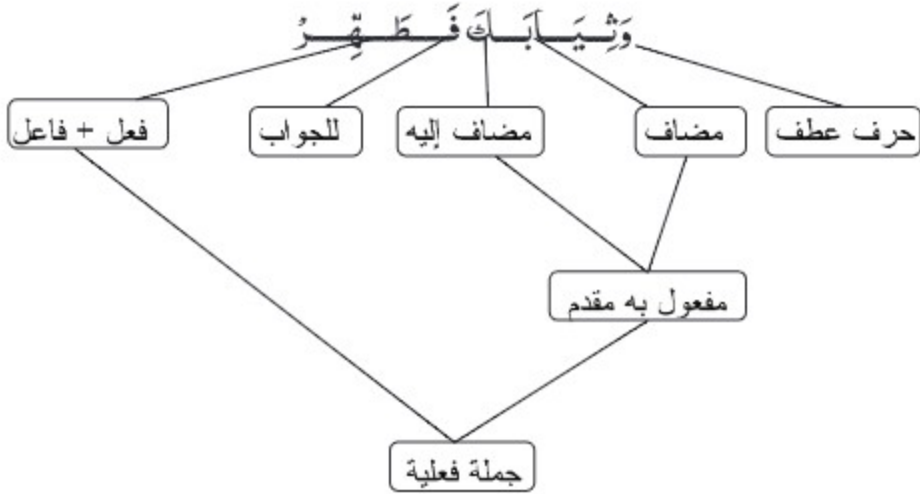 وَثِيَابَكَ فَطَهِّرُ
حرف عطف
مضاف
مضاف إليه
للجواب
فعل + فاعل
مفعول به مقدم
جملة فعلية